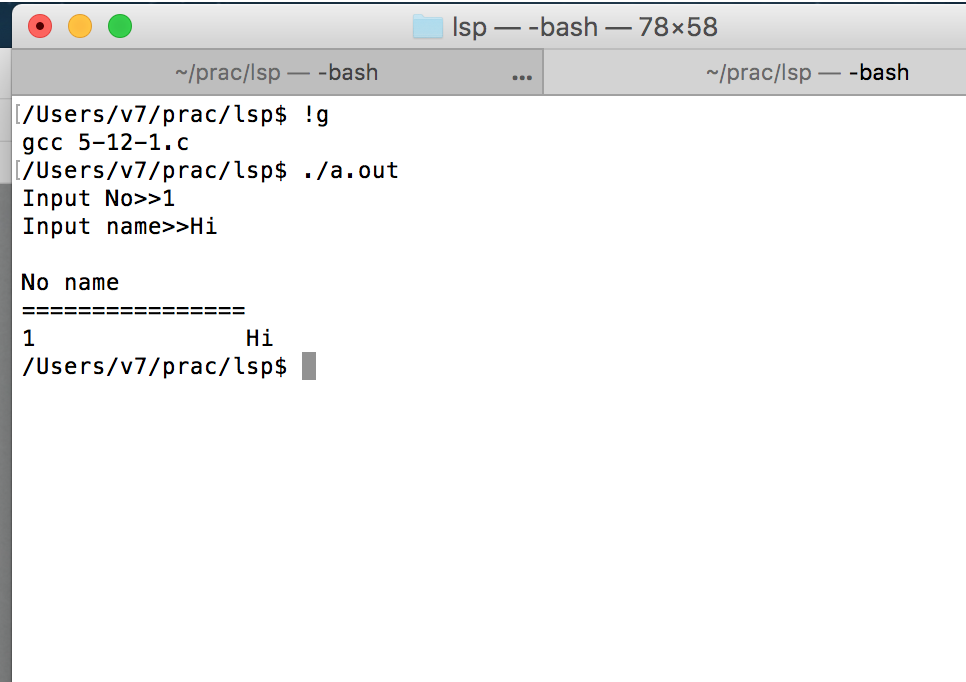 lsp — -bash — 78×58
~/prac/lsp — -bash ... ~/prac/lsp — -bash
[/Users/v7/prac/lsp$ !g
gcc 5-12-1.c
[/Users/v7/prac/lsp$ ./a.out
Input No>>1
Input name>>Hi
No name
================
1               Hi
/Users/v7/prac/lsp$